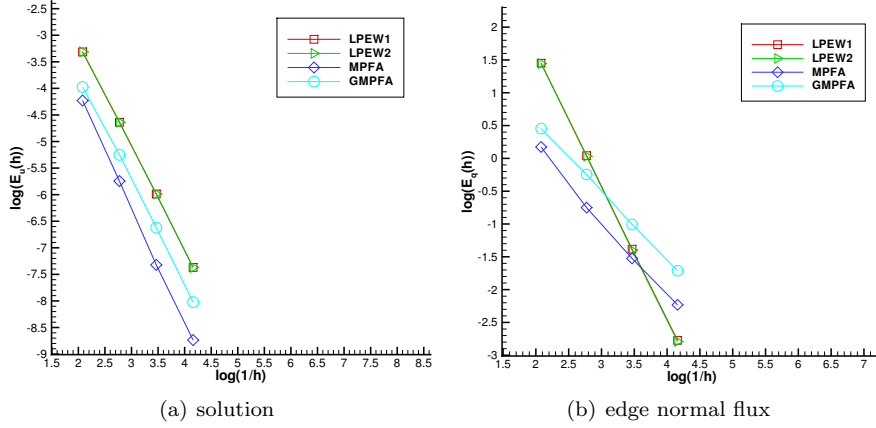 -2.5
-3
-3.5
-4
-4.5
-5
-5.5
-6
-6.5
-7
-7.5
-8
-8.5
-9
log(E_u(h))
1.5 2 2.5 3 3.5 4 4.5 5 5.5 6 6.5 7 7.5 8 8.5
log(1/h)
LPEW1
LPEW2
MPFA
GMPFA
(a) solution
2
1.5
1
0.5
0
-0.5
-1
-1.5
-2
-2.5
-3
log(E_q(h))
1.5 2 2.5 3 3.5 4 4.5 5 5.5 6 6.5 7
log(1/h)
LPEW1
LPEW2
MPFA
GMPFA
(b) edge normal flux